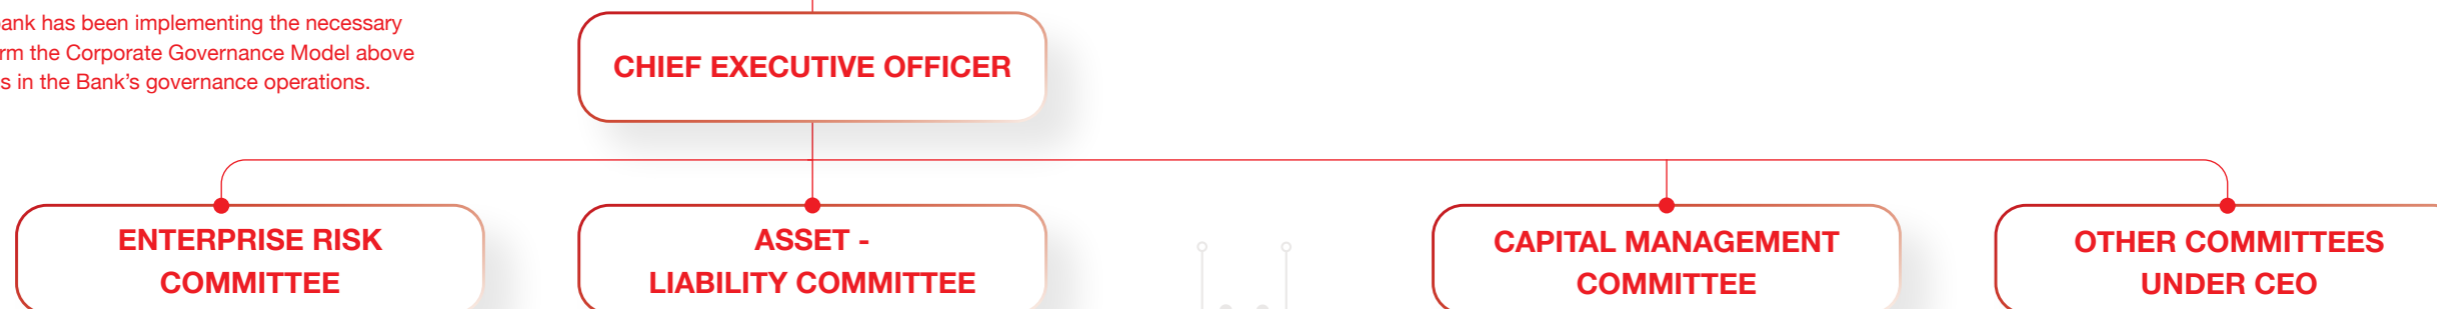 bank has been implementing the necessary
rm the Corporate Governance Model above
s in the Bank's governance operations.
CHIEF EXECUTIVE OFFICER
ENTERPRISE RISK
COMMITTEE
ASSET -
LIABILITY COMMITTEE
CAPITAL MANAGEMENT
COMMITTEE
OTHER COMMITTEES
UNDER CEO